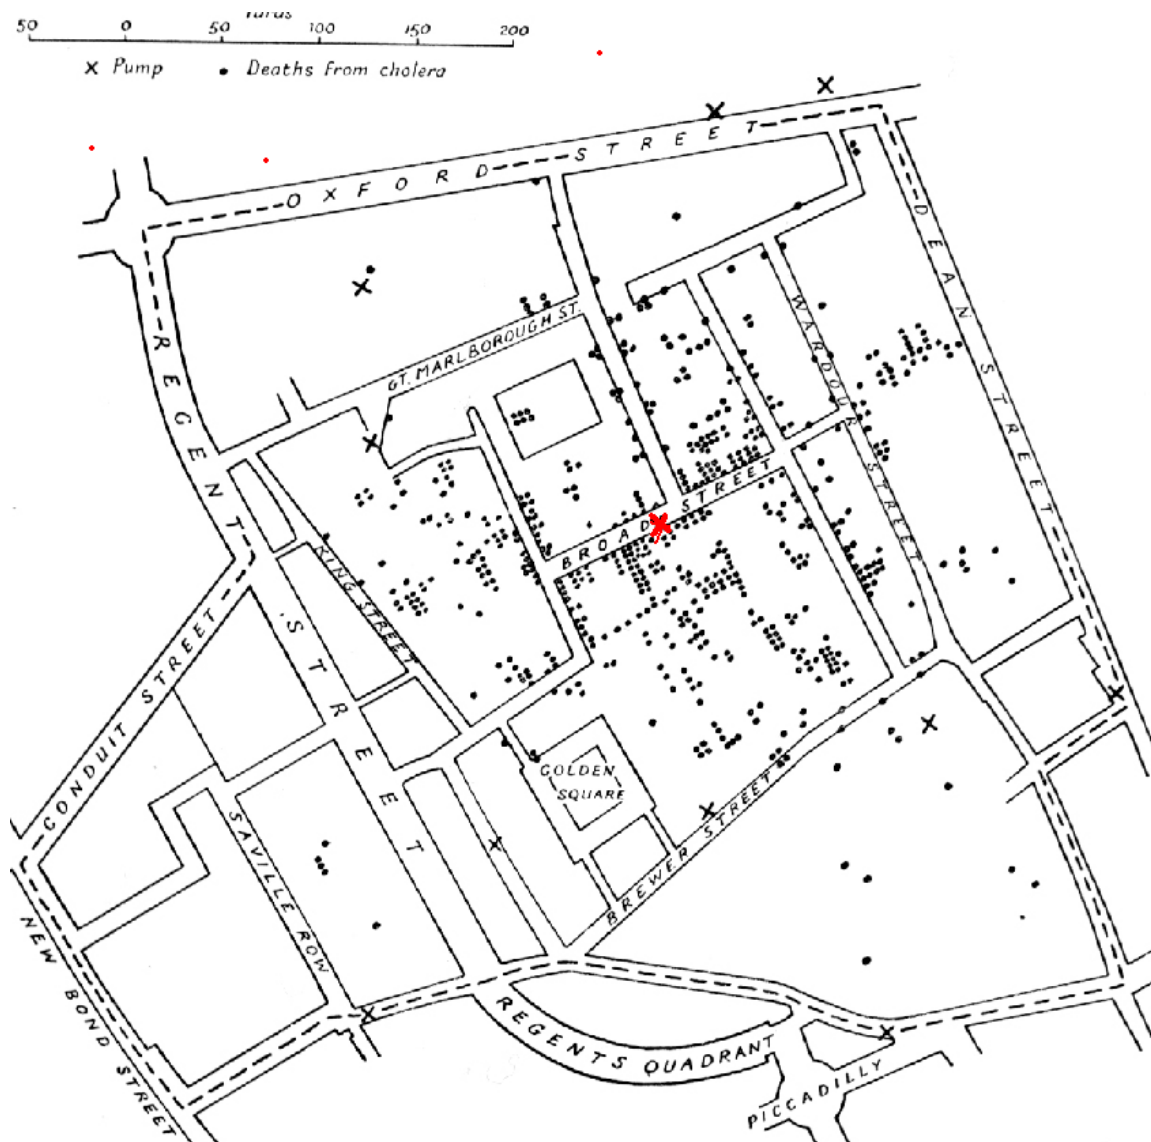 Yards
50 0 50 100 150 200
× Pump • Deaths from cholera
OXFORD STREET
DEAN STREET
REGENT STREET
GT. MARLBOROUGH ST.
WARDOUR STREET
BROAD STREET
KING STREET
CONDUIT STREET
GOLDEN
SQUARE
BREWER STREET
SAVILLE ROW
NEW BOND STREET
REGENTS QUADRANT
PICCADILLY